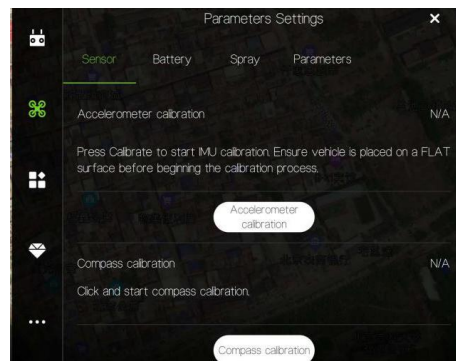 Parameters Settings
Sensor Battery Spray Parameters
Accelerometer calibration N/A
Press Calibrate to start IMU calibration. Ensure vehicle is placed on a FLAT
surface before beginning the calibration process.
Accelerometer
calibration
Compass calibration N/A
Click and start compass calibration.
Compass calibration